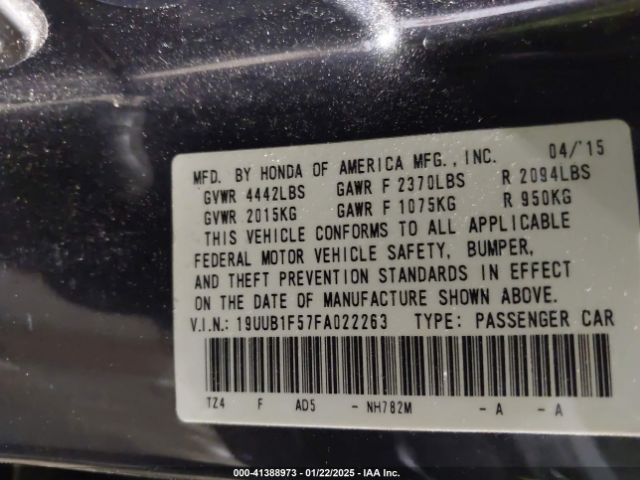 MFD. BY HONDA OF AMERICA MFG., INC. 04/'15
GVWR 4442LBS GAWR F 2370LBS R 2094LBS
GVWR 2015KG GAWR F 1075KG R 950KG
THIS VEHICLE CONFORMS TO ALL APPLICABLE
FEDERAL MOTOR VEHICLE SAFETY, BUMPER,
AND THEFT PREVENTION STANDARDS IN EFFECT
ON THE DATE OF MANUFACTURE SHOWN ABOVE.
V.I.N.: 19UUB1F57FA022263 TYPE: PASSENGER CAR
TZ4 F AD5 - NH782M - A - A
000-41388973 - 01/22/2025 - IAA Inc.